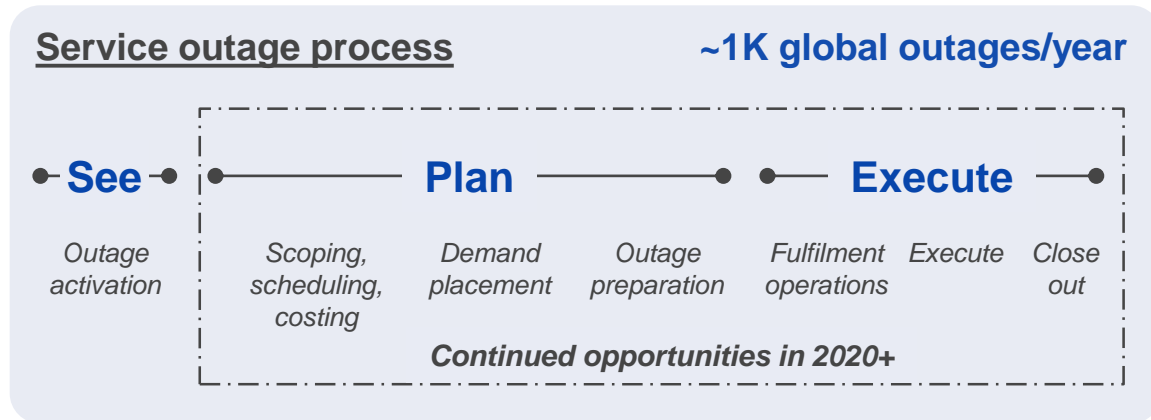 Service outage process
~1K global outages/year
See
Plan
Execute
Outage
activation
Scoping,
scheduling,
costing
Demand
placement
Outage
preparation
Fulfilment
operations
Execute
Close
out
Continued opportunities in 2020+